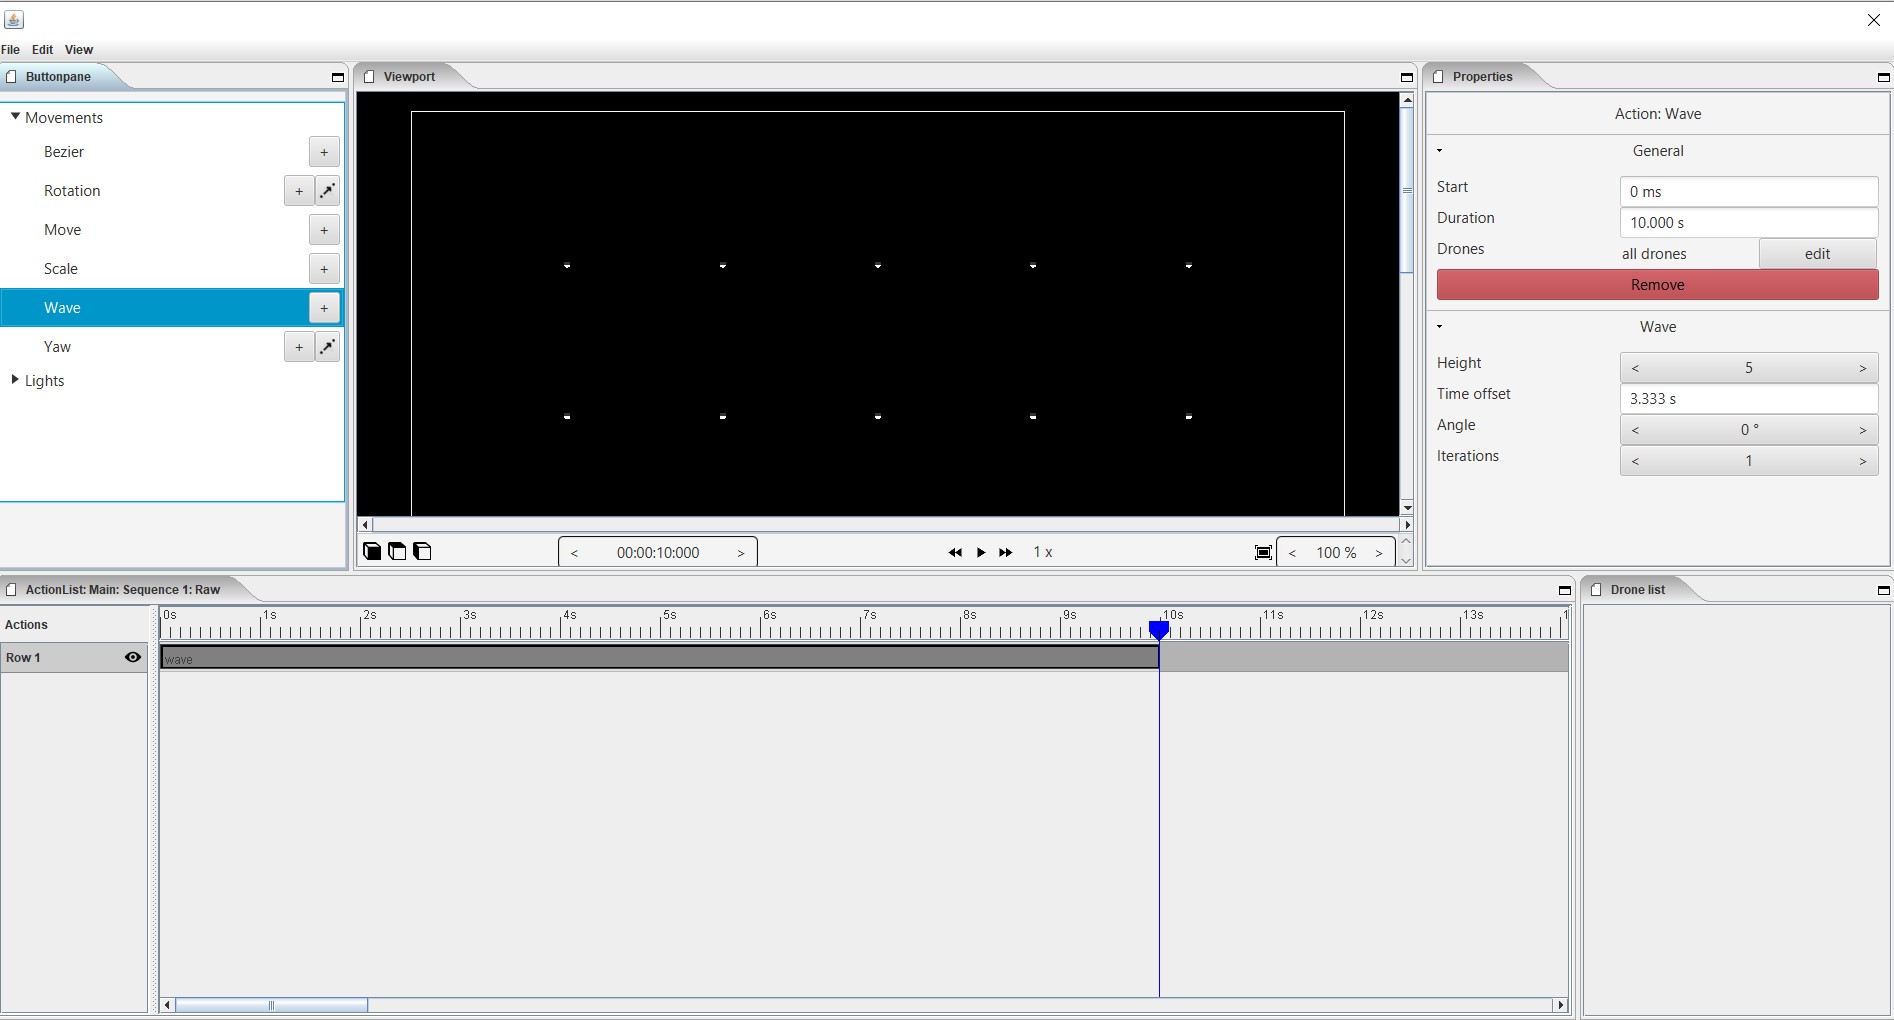 File Edit View
Buttonpane
Movements
Bezier +
Rotation +
Move +
Scale +
Wave +
Yaw +
Lights
Viewport
< 00:00:10:000 >
1 x
< 100 % >
Properties
Action: Wave
General
Start 0 ms
Duration 10.000 s
Drones all drones edit
Remove
Wave
Height < 5 >
Time offset 3.333 s
Angle < 0 ° >
Iterations < 1 >
ActionList: Main: Sequence 1: Raw
Actions 0s 1s 2s 3s 4s 5s 6s 7s 8s 9s 10s 11s 12s 13s 1
Row 1 wave
Drone list